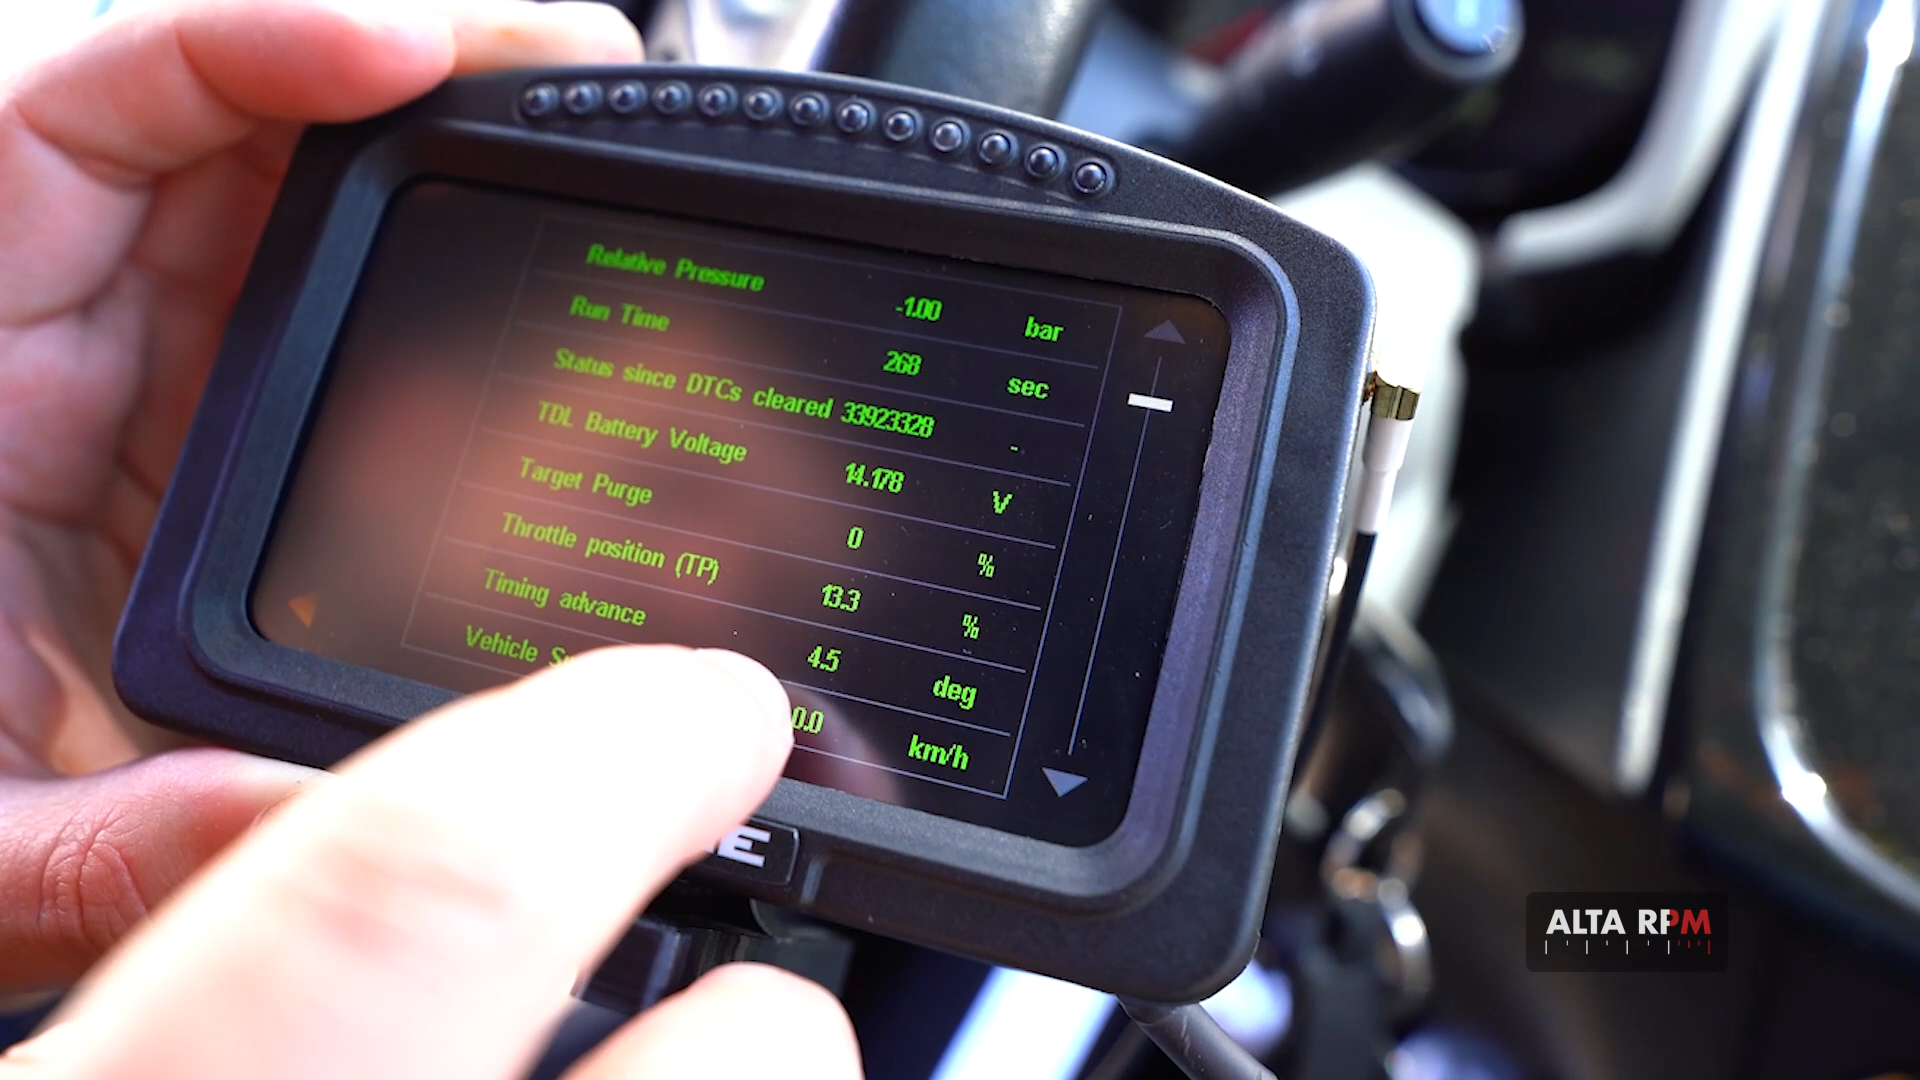 Relative Pressure -1.00 bar
Run Time 268 sec
Status since DTCs cleared 33923328 -
TDL Battery Voltage 14.178 V
Target Purge 0 %
Throttle position (TP) 13.3 %
Timing advance 4.5 deg
Vehicle 0.0 km/h
ALTA RPM